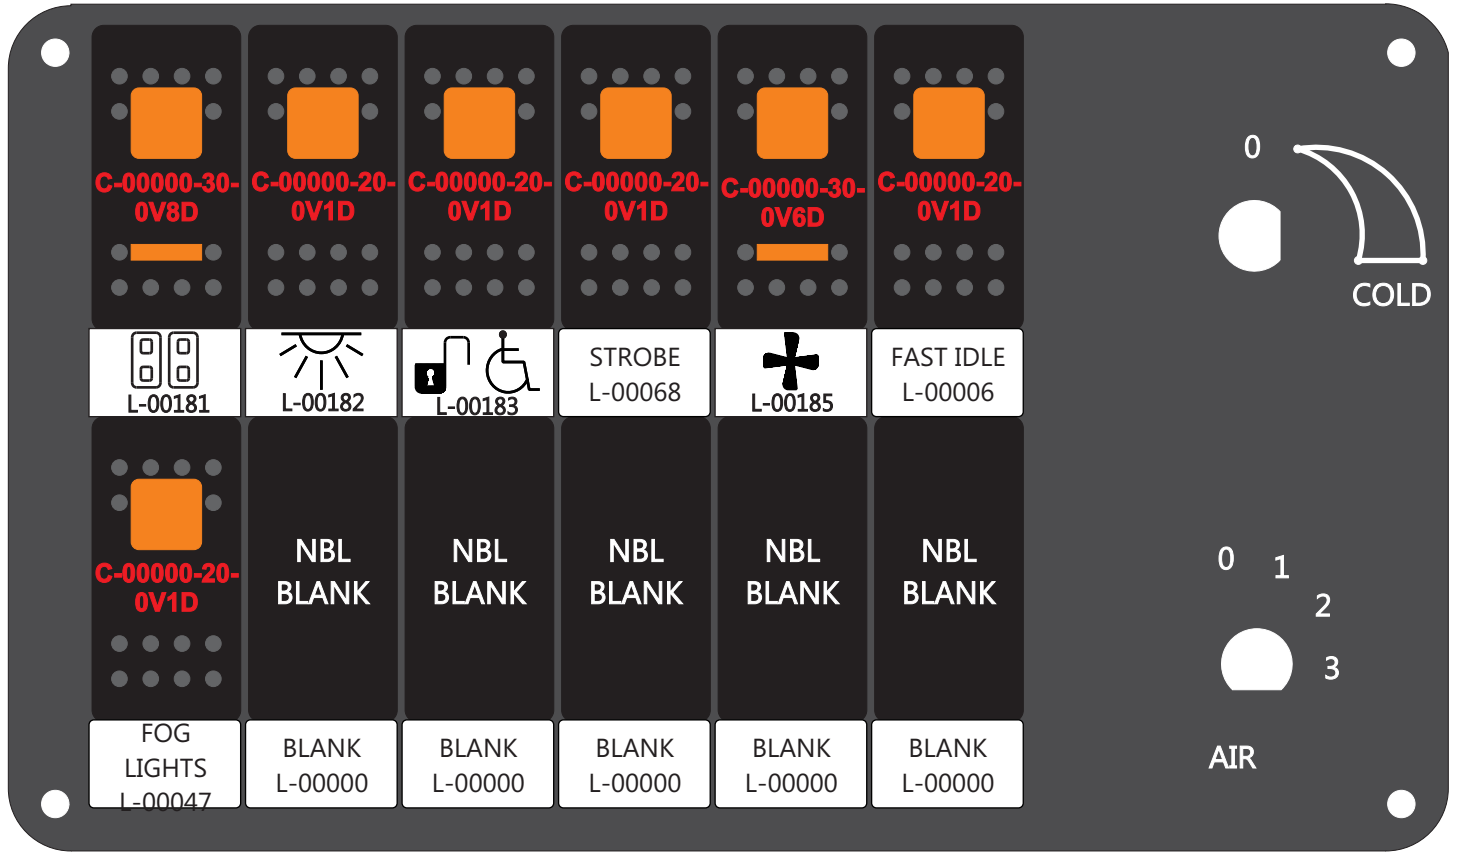 C-00000-30-
0V8D
C-00000-20-
0V1D
C-00000-20-
0V1D
C-00000-20-
0V1D
C-00000-30-
0V6D
C-00000-20-
0V1D
0
COLD
L-00181
L-00182
L-00183
STROBE
L-00068
L-00185
FAST IDLE
L-00006
C-00000-20-
0V1D
NBL
BLANK
NBL
BLANK
NBL
BLANK
NBL
BLANK
NBL
BLANK
0
1
2
3
AIR
FOG
LIGHTS
L-00047
BLANK
L-00000
BLANK
L-00000
BLANK
L-00000
BLANK
L-00000
BLANK
L-00000